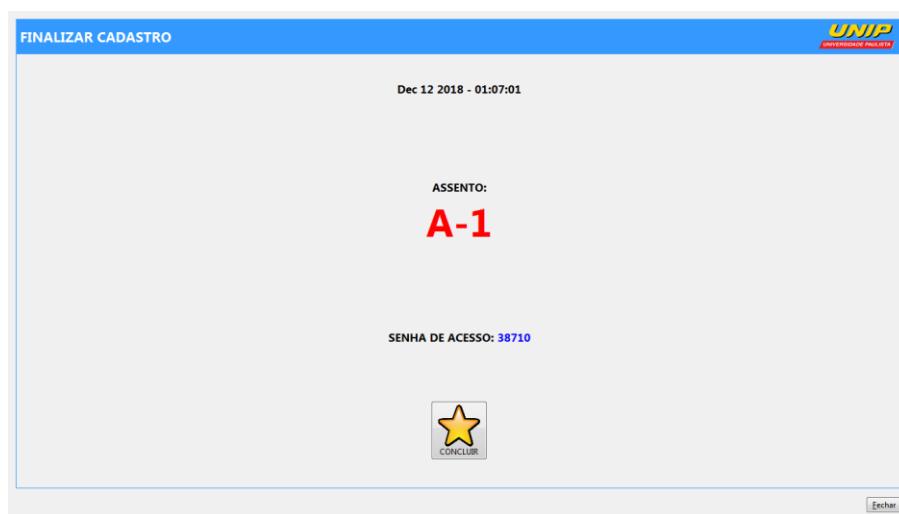 FINALIZAR CADASTRO
UNIP
UNIVERSIDADE PAULISTA
Dec 12 2018 - 01:07:01
ASSENTO:
A-1
SENHA DE ACESSO: 38710
CONCLUIR
Fechar